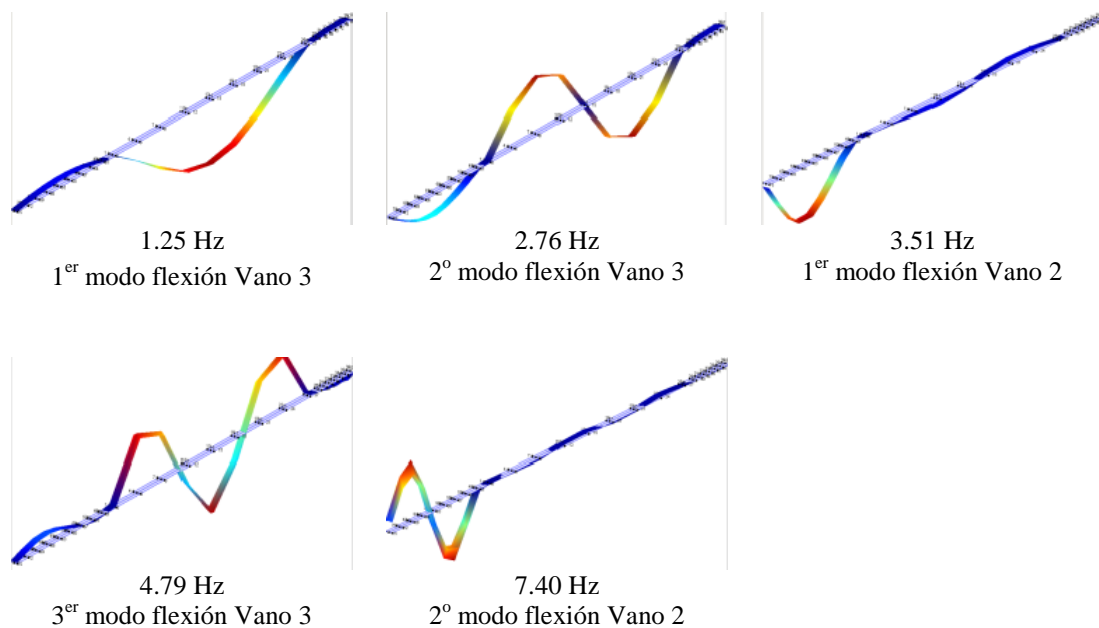 1.25 Hz
1er modo flexión Vano 3
2.76 Hz
2º modo flexión Vano 3
3.51 Hz
1er modo flexión Vano 2
4.79 Hz
3er modo flexión Vano 3
7.40 Hz
2º modo flexión Vano 2